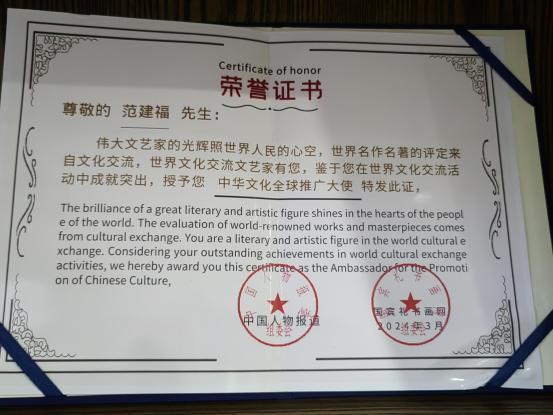 Certificate of honor
荣誉证书
尊敬的 范建福 先生：
伟大文艺家的光辉照世界人民的心空，世界名作名著的评定来
自文化交流，世界文化交流文艺家有您，鉴于您在世界文化交流活
动中成就突出，授予您 中华文化全球推广大使 特发此证，
The brilliance of a great literary and artistic figure shines in the hearts of the peopl
e of the world. The evaluation of world-renowned works and masterpieces comes
from cultural exchange. You are a literary and artistic figure in the world cultural e
xchange. Considering your outstanding achievements in world cultural exchange
activities, we hereby award you this certificate as the Ambassador for the Promoti
on of Chinese Culture,
中国人物报道
组委会
国宾礼书画题
2024年3月
组委会